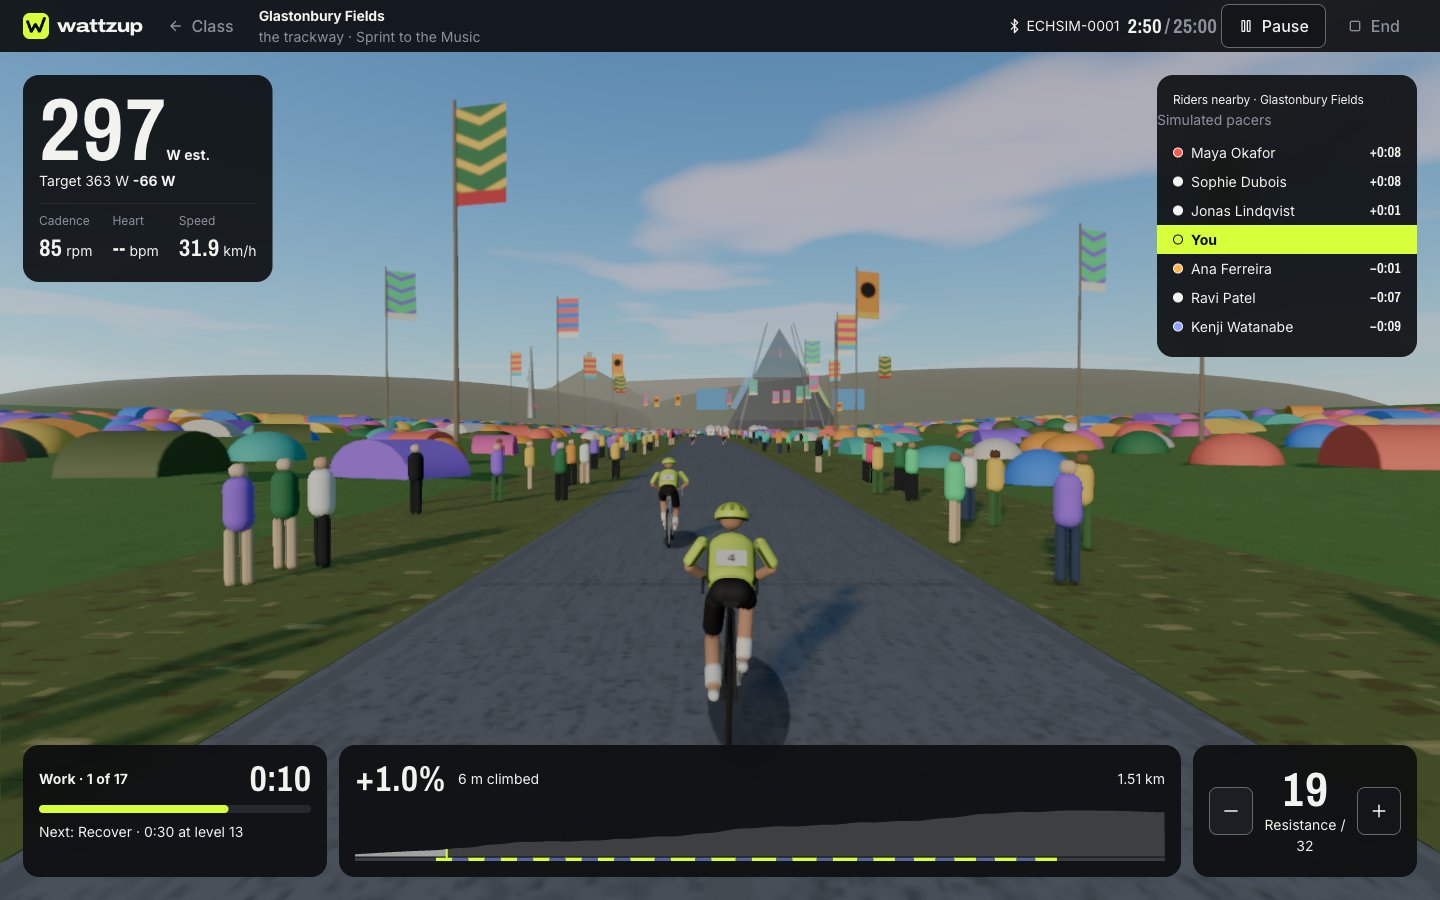 W wattzup
← Class
Glastonbury Fields
the trackway · Sprint to the Music
ECHSIM-0001 2:50 / 25:00
Pause
End
297 W est.
Target 363 W -66 W
Cadence Heart Speed
85 rpm -- bpm 31.9 km/h
Riders nearby · Glastonbury Fields
Simulated pacers
Maya Okafor +0:08
Sophie Dubois +0:08
Jonas Lindqvist +0:01
You
Ana Ferreira −0:01
Ravi Patel −0:07
Kenji Watanabe −0:09
4
Work · 1 of 17 0:10
Next: Recover · 0:30 at level 13
+1.0% 6 m climbed 1.51 km
− 19 +
Resistance /
32